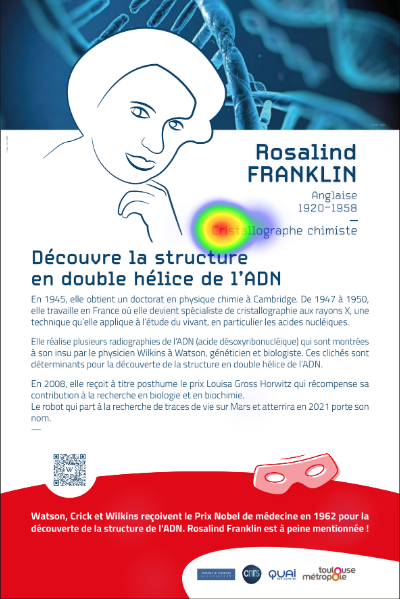 Rosalind
FRANKLIN
Anglaise
1920-1958
Cristallographe chimiste
Découvre la structure
en double hélice de l'ADN
En 1945, elle obtient un doctorat en physique chimie à Cambridge. De 1947 à 1950,
elle travaille en France où elle devient spécialiste de cristallographie aux rayons X, une
technique qu'elle applique à l'étude du vivant, en particulier les acides nucléiques.
Elle réalise plusieurs radiographies de l'ADN (acide désoxyribonucléique) qui sont montrées
à son insu par le physicien Wilkins à Watson, généticien et biologiste. Ces clichés sont
déterminants pour la découverte de la structure en double hélice de l'ADN.
En 2008, elle reçoit à titre posthume le prix Louisa Gross Horwitz qui récompense sa
contribution à la recherche en biologie et en biochimie.
Le robot qui part à la recherche de traces de vie sur Mars et atterrira en 2021 porte son
nom.
Watson, Crick et Wilkins reçoivent le Prix Nobel de médecine en 1962 pour la
découverte de la structure de l'ADN. Rosalind Franklin est à peine mentionnée !
cnrs
QUAI
toulouse
métropole